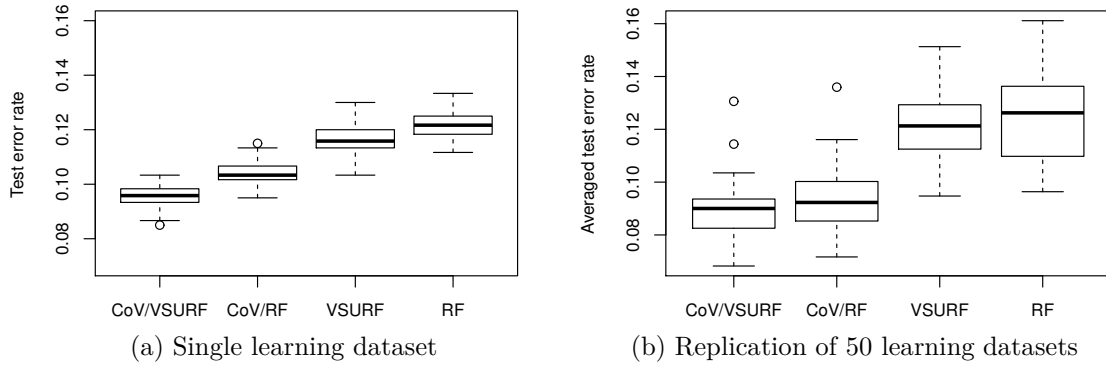 Test error rate
0.16
0.14
0.12
0.10
0.08
CoV/VSURF CoV/RF VSURF RF
(a) Single learning dataset
Averaged test error rate
0.16
0.14
0.12
0.10
0.08
CoV/VSURF CoV/RF VSURF RF
(b) Replication of 50 learning datasets